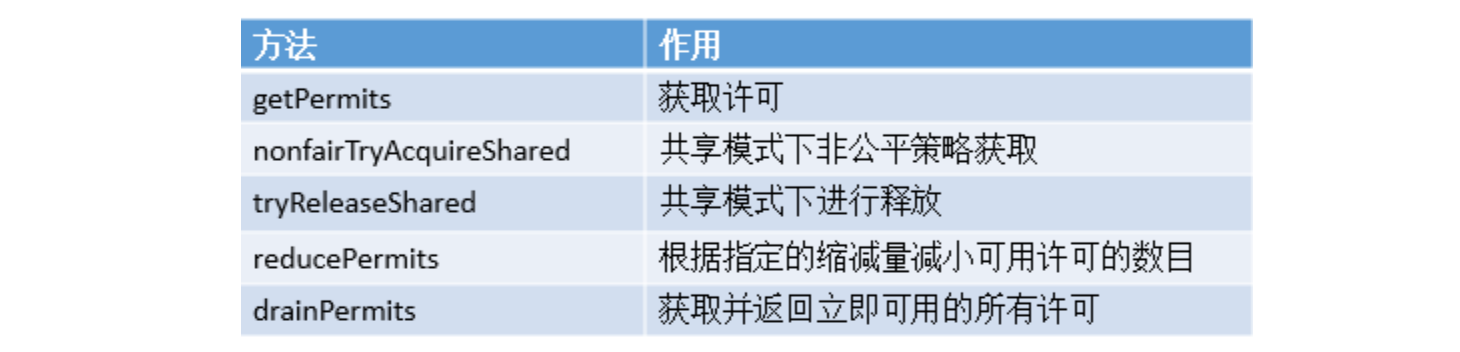 方法 作用
getPermits 获取许可
nonfairTryAcquireShared 共享模式下非公平策略获取
tryReleaseShared 共享模式下进行释放
reducePermits 根据指定的缩减量减小可用许可的数目
drainPermits 获取并返回立即可用的所有许可